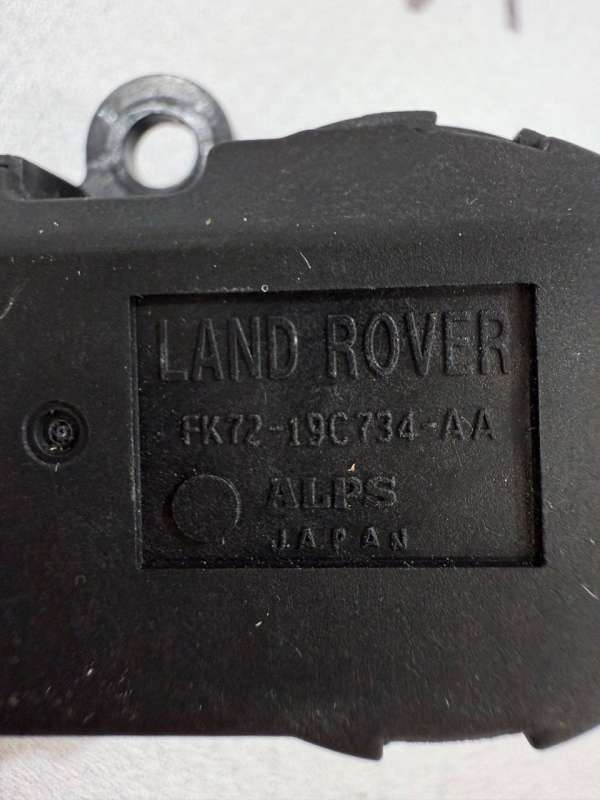 LAND ROVER
FK72-19C734-AA
ALPS
JAPAN